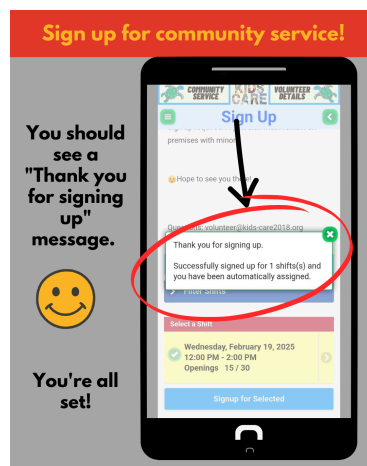 Sign up for community service!
COMMUNITY
SERVICE
KIDS
CARE
VOLUNTEER
DETAILS
Sign Up
premises with minor
Hope to see you there!
You should
see a
"Thank you
for signing
up"
message.
Questions: volunteer@kids-care2018.org
Thank you for signing up.
Successfully signed up for 1 shifts(s) and
you have been automatically assigned.
Filter Shifts
Select a Shift
Wednesday, February 19, 2025
12:00 PM - 2:00 PM
Openings 15 / 30
Signup for Selected
You're all
set!